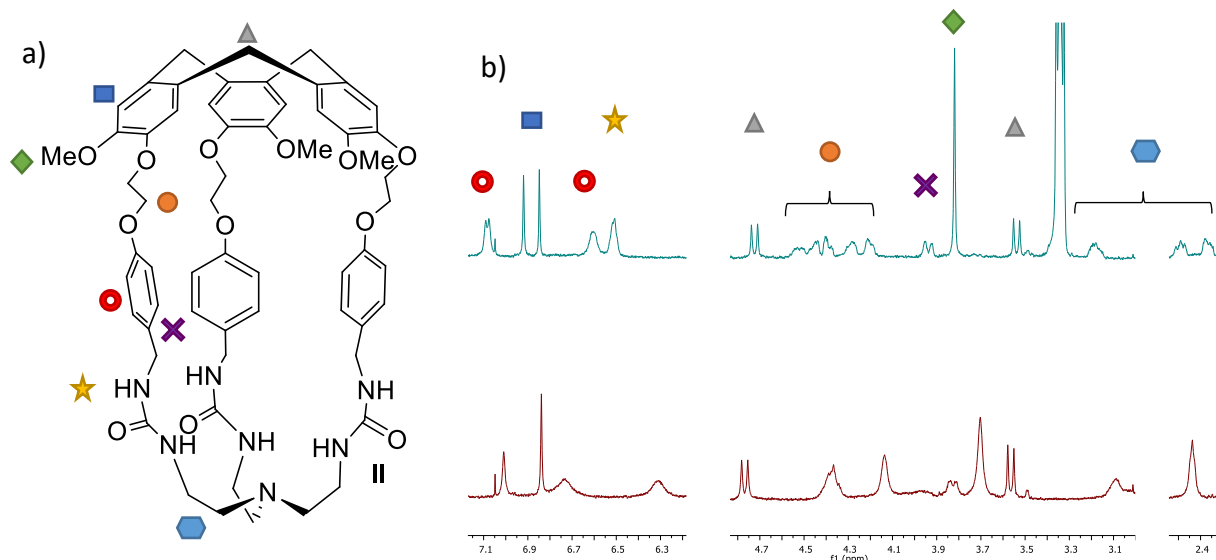 a)
b)
MeO
O
O
OMe
OMe
O
O
O
O
HN
HN
NH
O
O
NH
NH
HN
O
N
II
7.1 6.9 6.7 6.5 6.3 4.7 4.5 4.3 4.1 3.9 3.7 3.5 3.3 3.1 2.4
f1 (ppm)